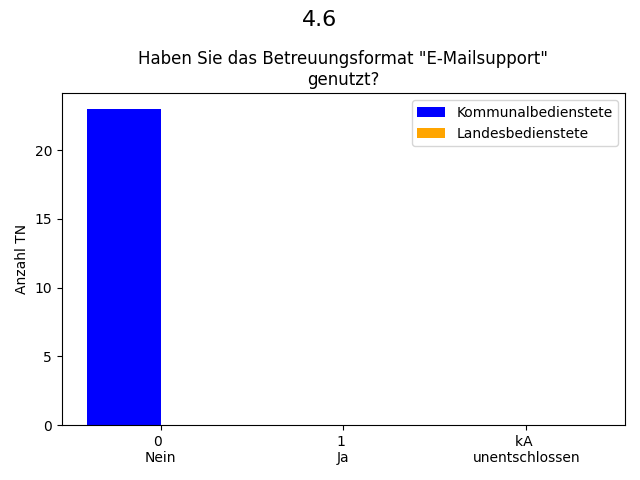 4.6
Haben Sie das Betreuungsformat "E-Mailsupport"
genutzt?
Kommunalbedienstete
Landesbedienstete
Anzahl TN
20
15
10
5
0
0
Nein
1
Ja
kA
unentschlossen